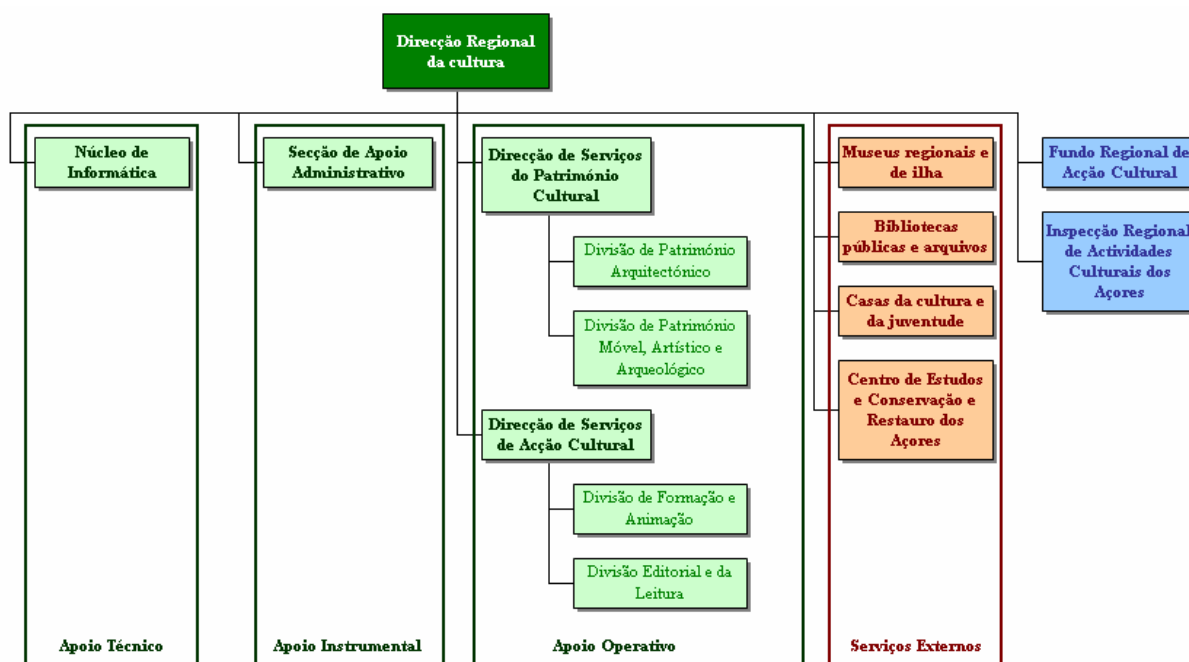 Direcção Regional
da cultura
Núcleo de
Informática
Secção de Apoio
Administrativo
Direcção de Serviços
do Património
Cultural
Divisão de Património
Arquitectónico
Divisão de Património
Móvel, Artístico e
Arqueológico
Direcção de Serviços
de Acção Cultural
Divisão de Formação e
Animação
Divisão Editorial e da
Leitura
Museus regionais e
de ilha
Bibliotecas
públicas e arquivos
Casas da cultura e
da juventude
Centro de Estudos
e Conservação e
Restauro dos
Açores
Fundo Regional de
Acção Cultural
Inspecção Regional
de Actividades
Culturais dos
Açores
Apoio Técnico
Apoio Instrumental
Apoio Operativo
Serviços Externos